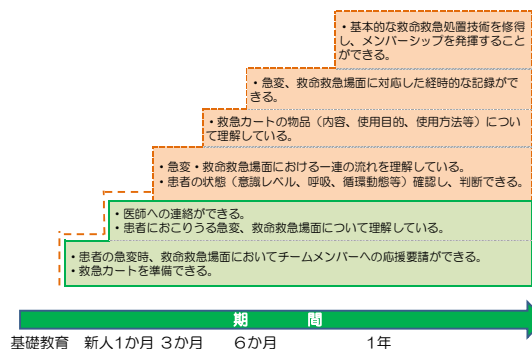 ・基本的な救命救急処置技術を修得
し、メンバーシップを発揮すること
ができる。
・急変、救命救急場面に対応した経時的な記録がで
きる。
・救急カートの物品（内容、使用目的、使用方法等）につい
て理解している。
・急変・救命救急場面における一連の流れを理解している。
・患者の状態（意識レベル、呼吸、循環動態等）確認し、判断できる。
・医師への連絡ができる。
・患者におこりうる急変、救命救急場面について理解している。
・患者の急変時、救命救急場面においてチームメンバーへの応援要請ができる。
・救急カートを準備できる。
期 間
基礎教育 新人1か月 3か月 6か月 1年